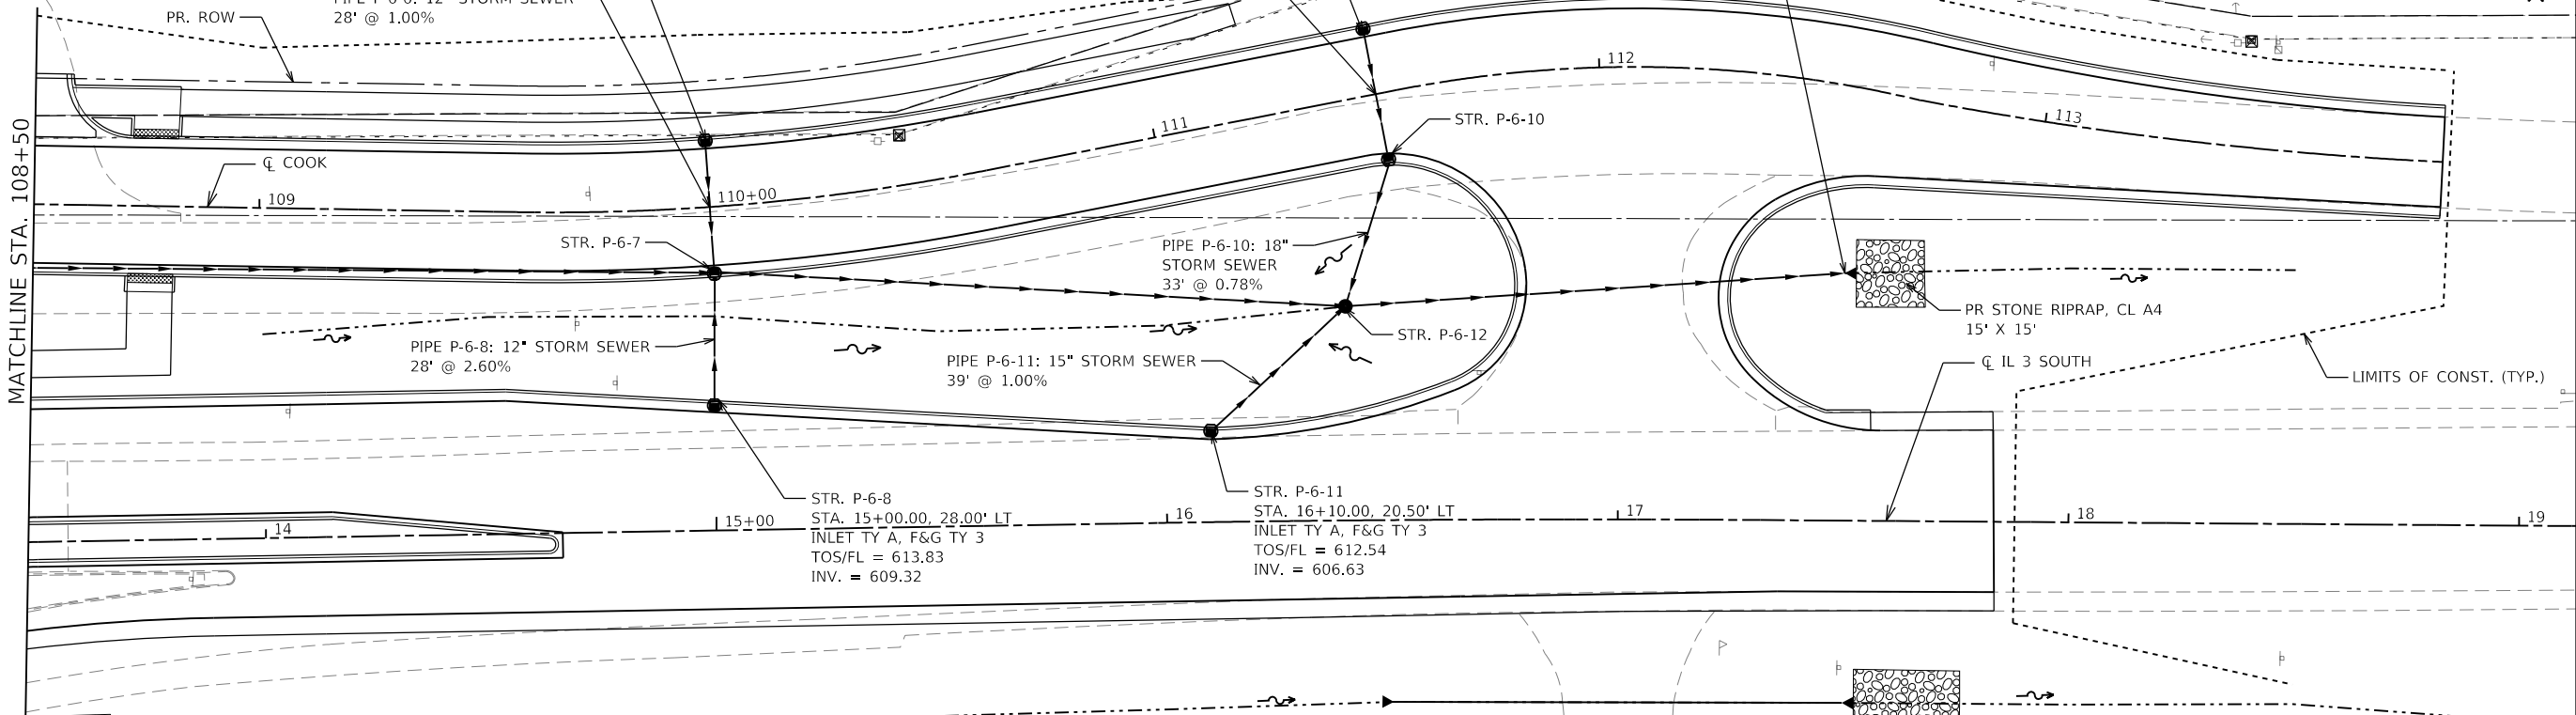 PIPE P-6-6: 12" STORM SEWER
28' @ 1.00%
PR. ROW
MATCHLINE STA. 108+50
℄ COOK
109
110+00
111
112
113
STR. P-6-10
STR. P-6-7
PIPE P-6-10: 18"
STORM SEWER
33' @ 0.78%
PR STONE RIPRAP, CL A4
15' X 15'
STR. P-6-12
PIPE P-6-8: 12" STORM SEWER
28' @ 2.60%
PIPE P-6-11: 15" STORM SEWER
39' @ 1.00%
℄ IL 3 SOUTH
LIMITS OF CONST. (TYP.)
STR. P-6-8
STA. 15+00.00, 28.00' LT
INLET TY A, F&G TY 3
TOS/FL = 613.83
INV. = 609.32
STR. P-6-11
STA. 16+10.00, 20.50' LT
INLET TY A, F&G TY 3
TOS/FL = 612.54
INV. = 606.63
14
15+00
16
17
18
19